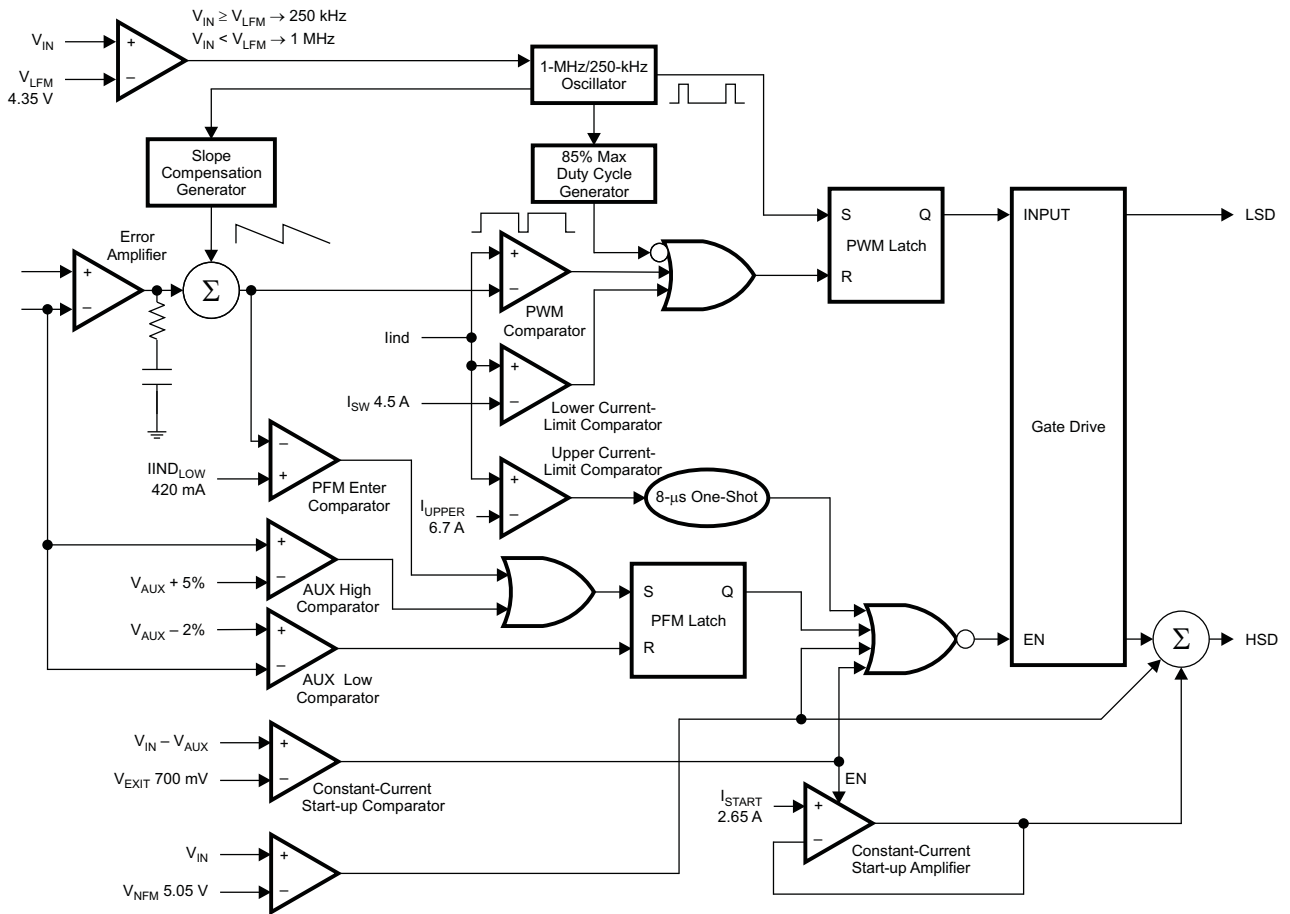 V_IN ≥ V_LFM → 250 kHz
V_IN < V_LFM → 1 MHz
V_IN
+
V_LFM
4.35 V
–
1-MHz/250-kHz
Oscillator
Slope
Compensation
Generator
85% Max
Duty Cycle
Generator
S
Q
PWM Latch
R
INPUT
LSD
Error
Amplifier
+
–
Σ
+
–
PWM
Comparator
Iind
+
–
I_SW 4.5 A
Lower Current-
Limit Comparator
Gate Drive
–
+
IIND_LOW
420 mA
PFM Enter
Comparator
Upper Current-
Limit Comparator
+
–
I_UPPER
6.7 A
8-μs One-Shot
+
–
V_AUX + 5%
AUX High
Comparator
S
Q
PFM Latch
R
V_AUX – 2%
+
–
AUX Low
Comparator
EN
Σ
HSD
V_IN – V_AUX
+
V_EXIT 700 mV
–
Constant-Current
Start-up Comparator
EN
I_START
2.65 A
+
–
Constant-Current
Start-up Amplifier
V_IN
+
V_NFM 5.05 V
–